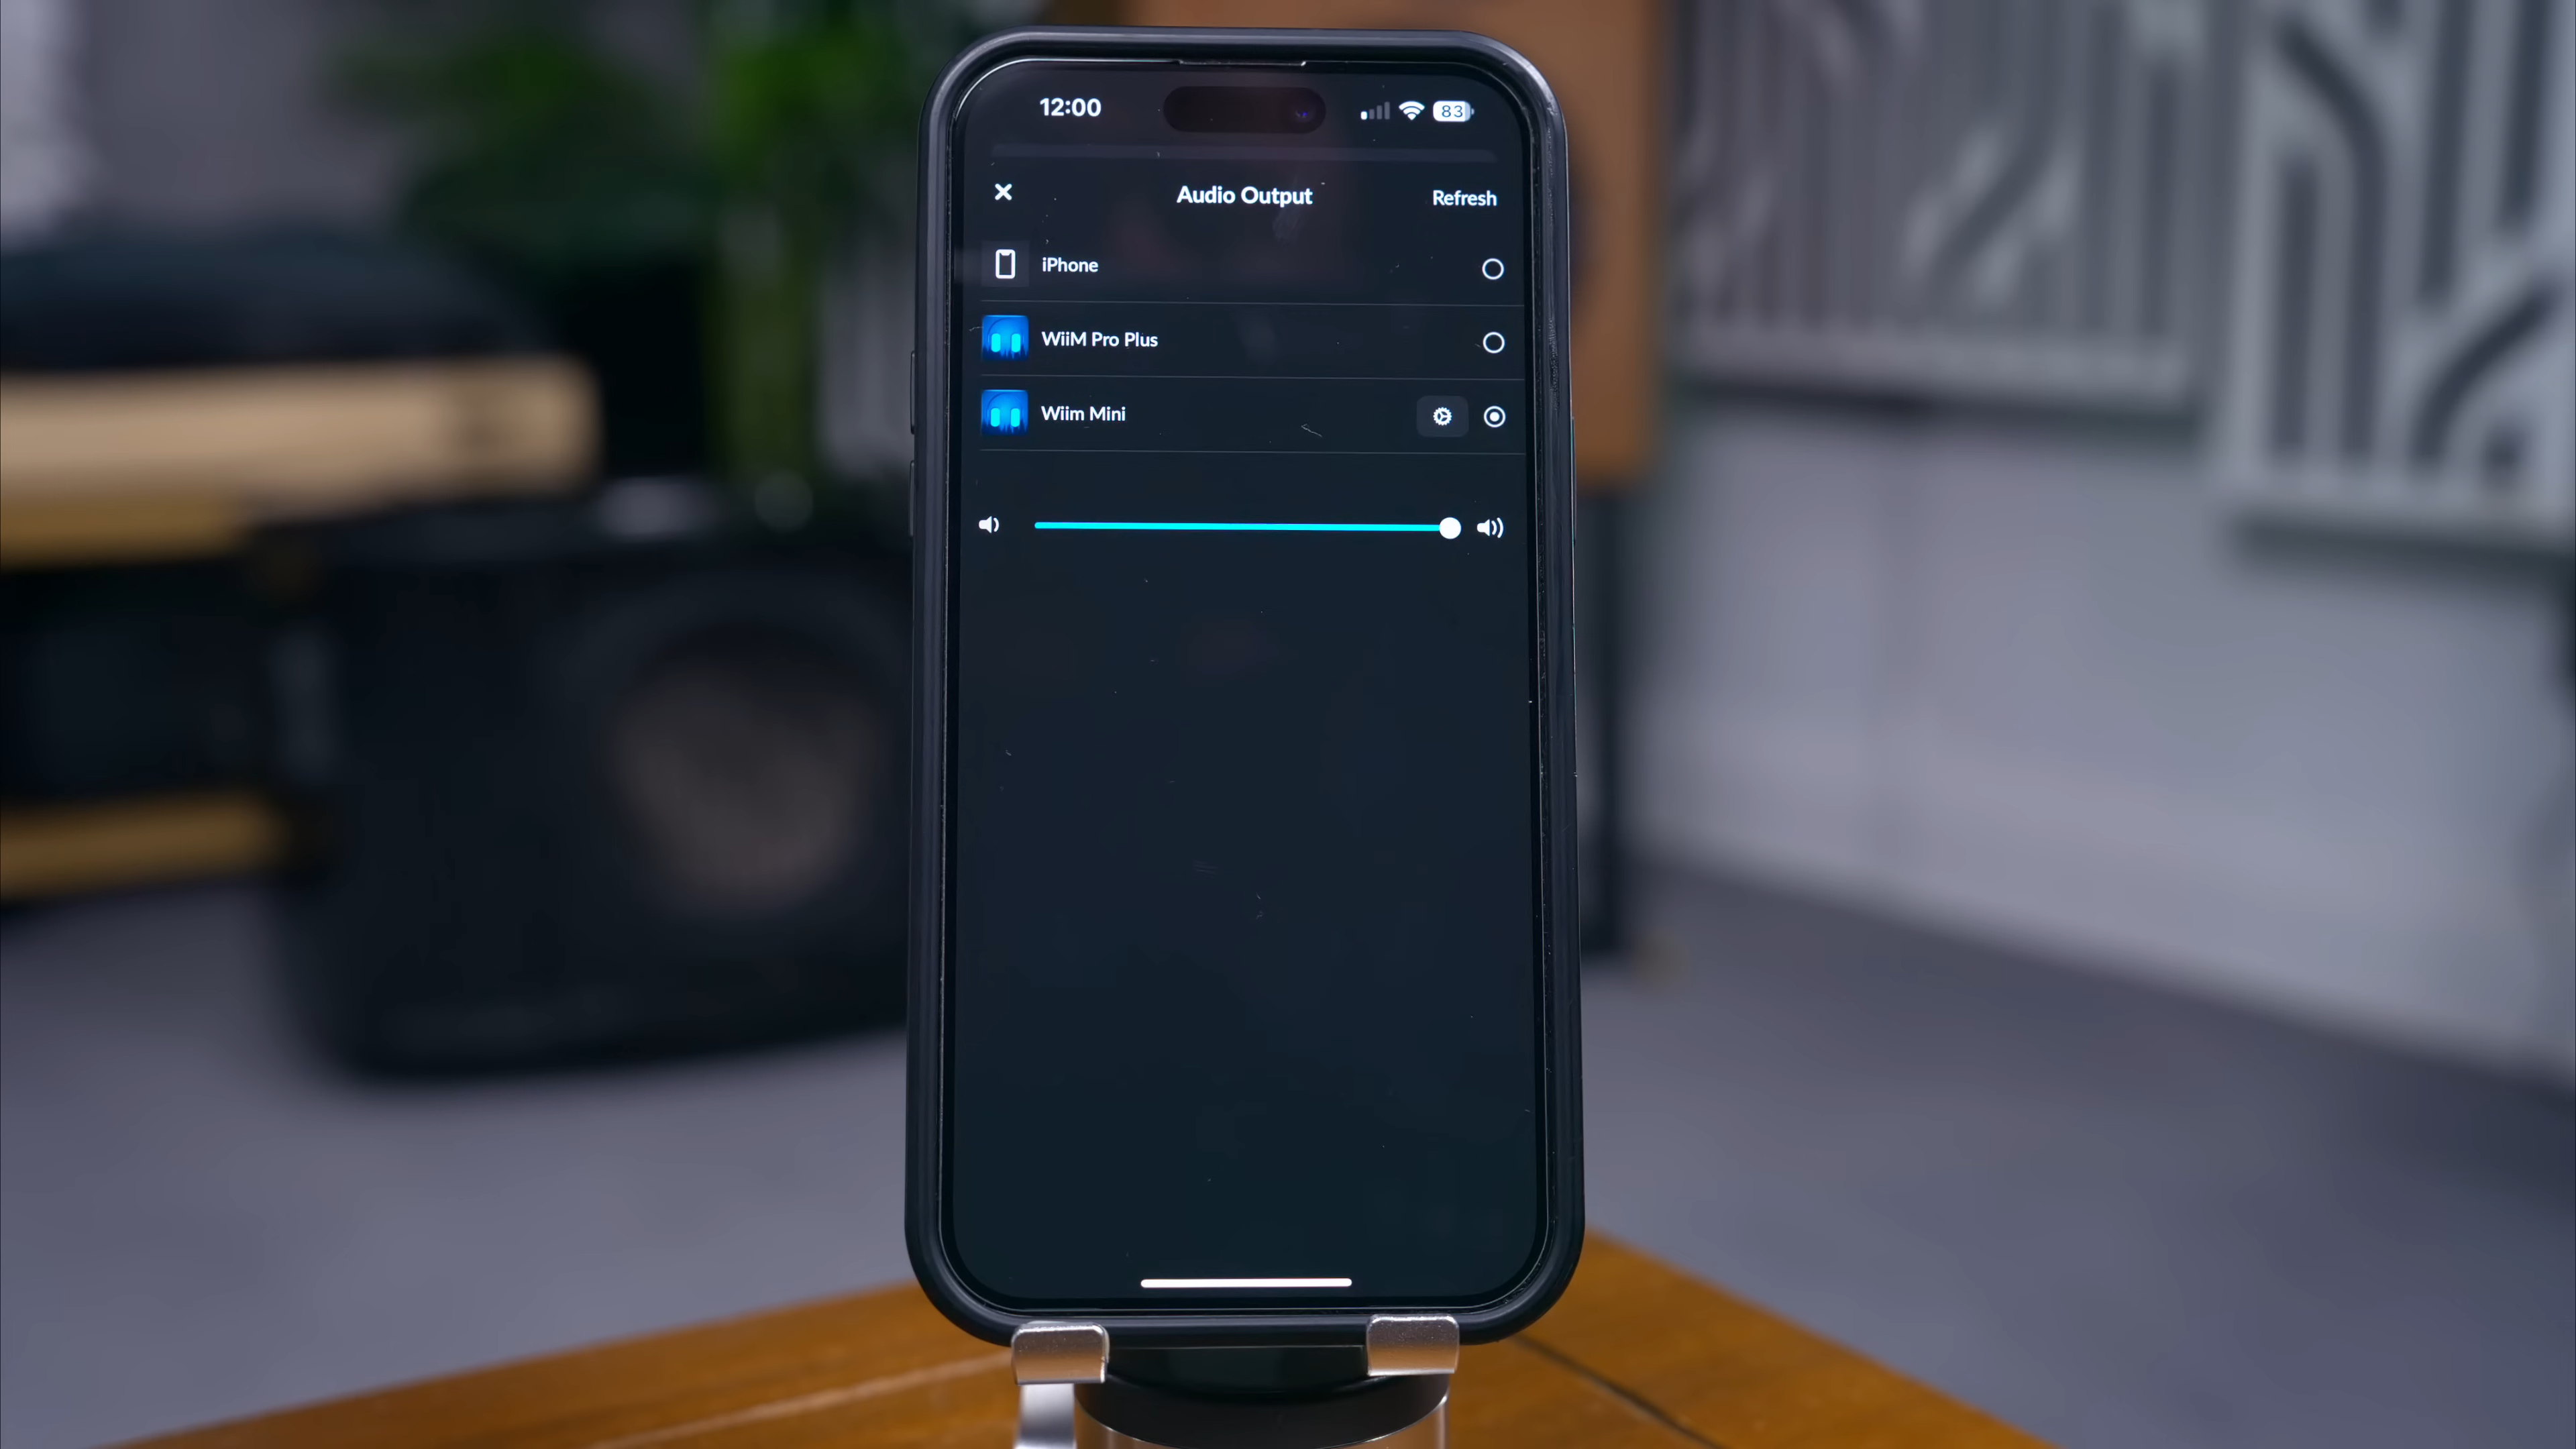 12:00
83
Audio Output
Refresh
iPhone
WiiM Pro Plus
Wiim Mini